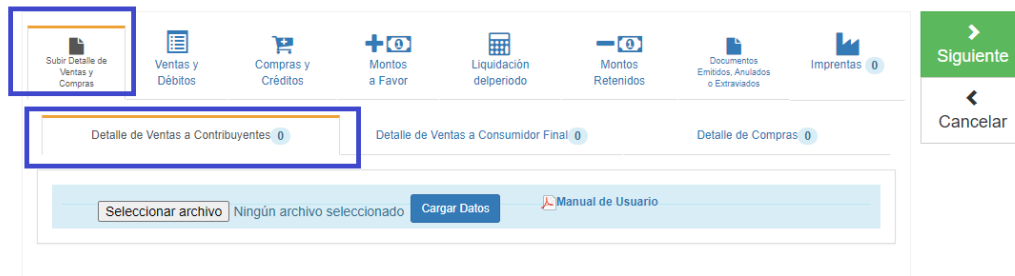 Subir Detalle de
Ventas y
Compras
Ventas y
Débitos
Compras y
Créditos
Montos
a Favor
Liquidación
delperiodo
Montos
Retenidos
Documentos
Emitidos, Anulados
o Extraviados
Imprentas 0
Siguiente
Cancelar
Detalle de Ventas a Contribuyentes 0
Detalle de Ventas a Consumidor Final 0
Detalle de Compras 0
Seleccionar archivo Ningún archivo seleccionado Cargar Datos Manual de Usuario